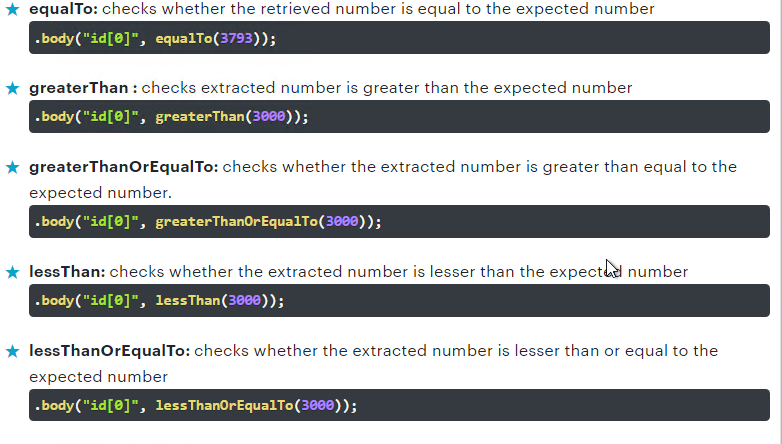 equalTo: checks whether the retrieved number is equal to the expected number
.body("id[0]", equalTo(3793));
greaterThan : checks extracted number is greater than the expected number
.body("id[0]", greaterThan(3000));
greaterThanOrEqualTo: checks whether the extracted number is greater than equal to the
expected number.
.body("id[0]", greaterThanOrEqualTo(3000));
lessThan: checks whether the extracted number is lesser than the expected number
.body("id[0]", lessThan(3000));
lessThanOrEqualTo: checks whether the extracted number is lesser than or equal to the
expected number
.body("id[0]", lessThanOrEqualTo(3000));